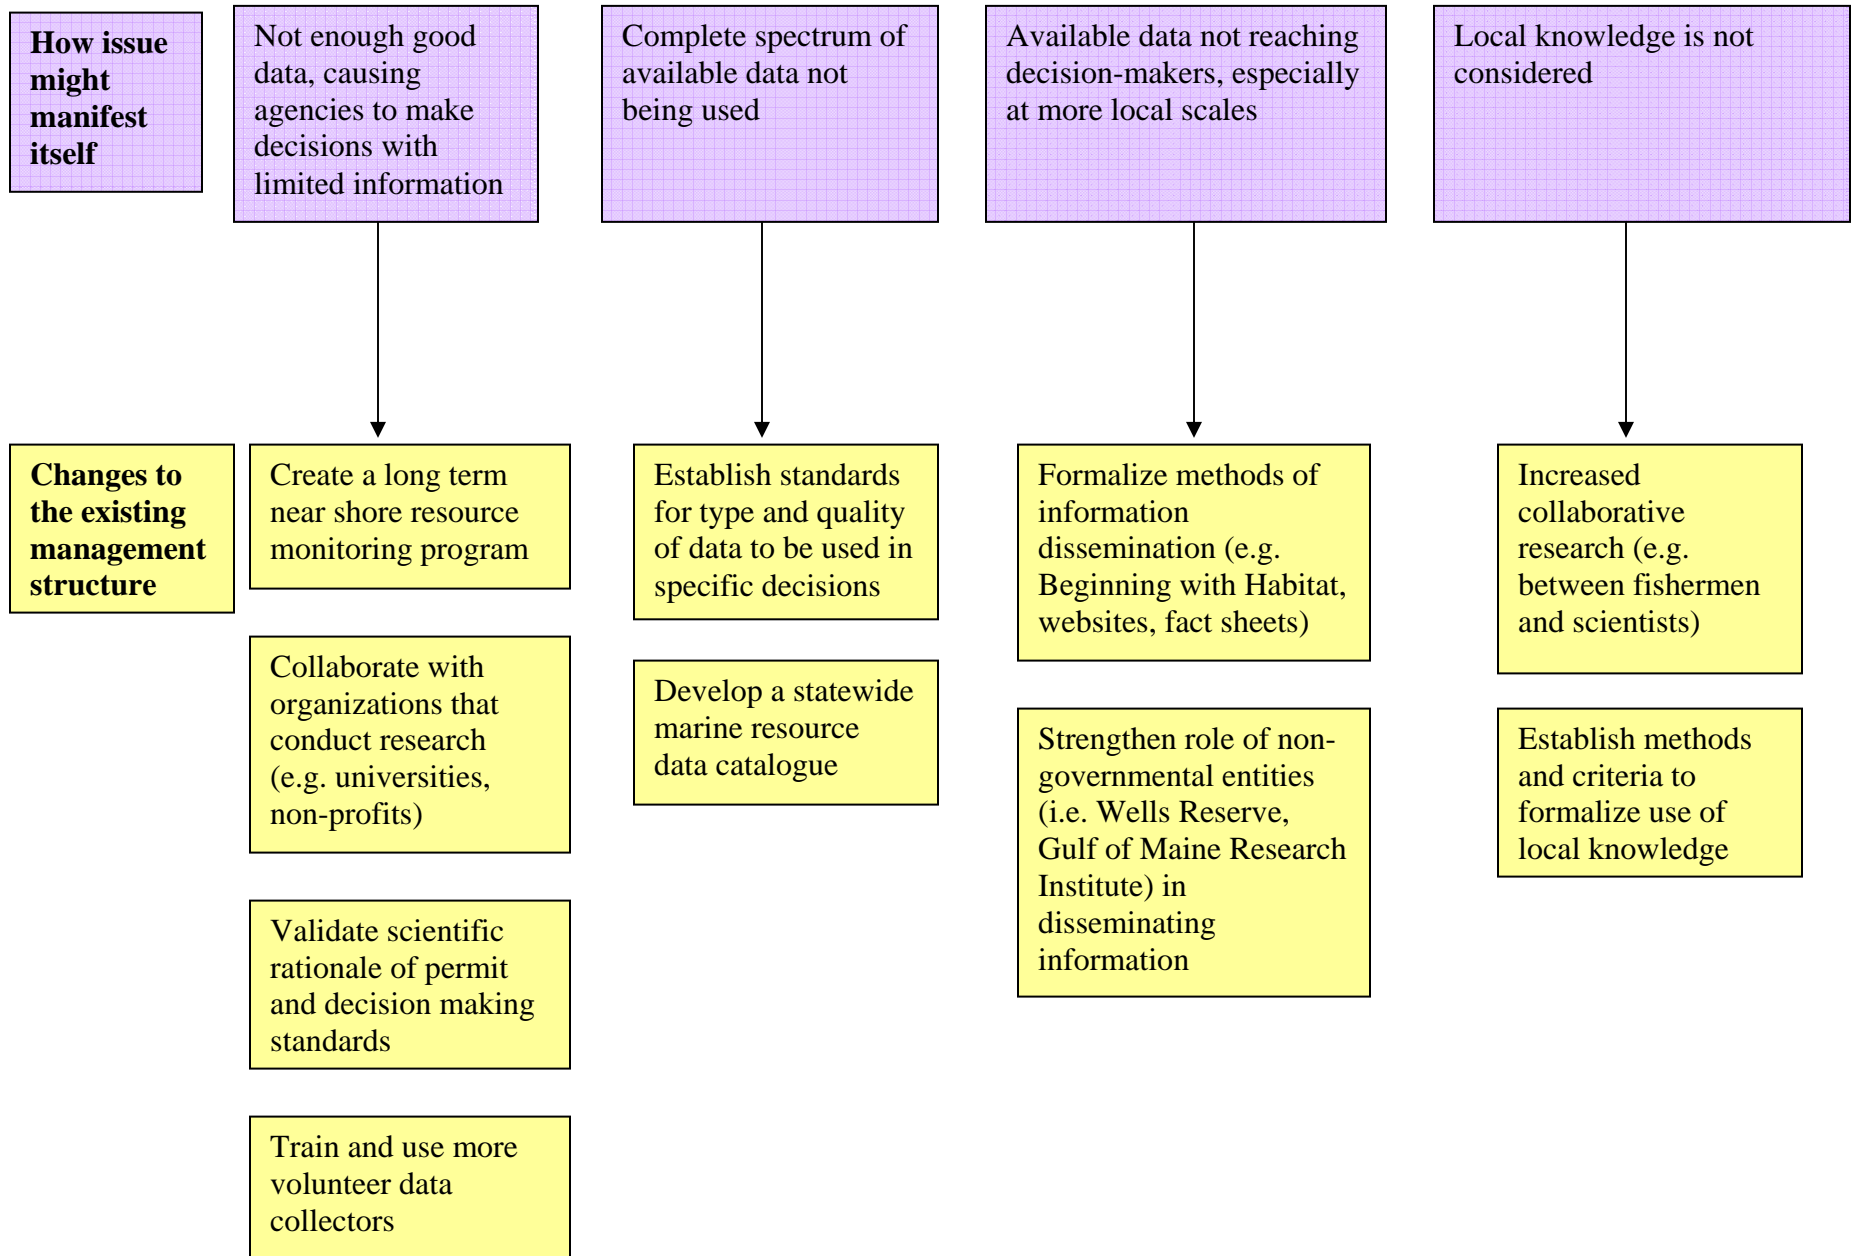 How issue
might
manifest
itself
Not enough good
data, causing
agencies to make
decisions with
limited information
Complete spectrum of
available data not
being used
Available data not reaching
decision-makers, especially
at more local scales
Local knowledge is not
considered
Changes to
the existing
management
structure
Create a long term
near shore resource
monitoring program
Collaborate with
organizations that
conduct research
(e.g. universities,
non-profits)
Validate scientific
rationale of permit
and decision making
standards
Train and use more
volunteer data
collectors
Establish standards
for type and quality
of data to be used in
specific decisions
Develop a statewide
marine resource
data catalogue
Formalize methods of
information
dissemination (e.g.
Beginning with Habitat,
websites, fact sheets)
Strengthen role of non-
governmental entities
(i.e. Wells Reserve,
Gulf of Maine Research
Institute) in
disseminating
information
Increased
collaborative
research (e.g.
between fishermen
and scientists)
Establish methods
and criteria to
formalize use of
local knowledge